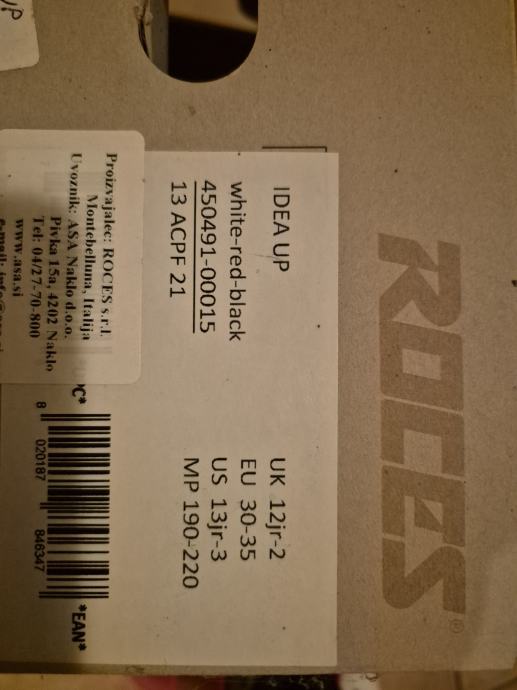 ROCES®
IDEA UP
white-red-black
450491-00015
13 ACPF 21
UK 12jr-2
EU 30-35
US 13jr-3
MP 190-220
Proizvajalec: ROCES s.r.l.
Montebelluna, Italija
Uvoznik: ASA Naklo d.o.o.
Pivka 15a, 4202 Naklo
Tel: 04/27-70-800
www.asa.si
e-mail:
8 020187 846347
*EAN*